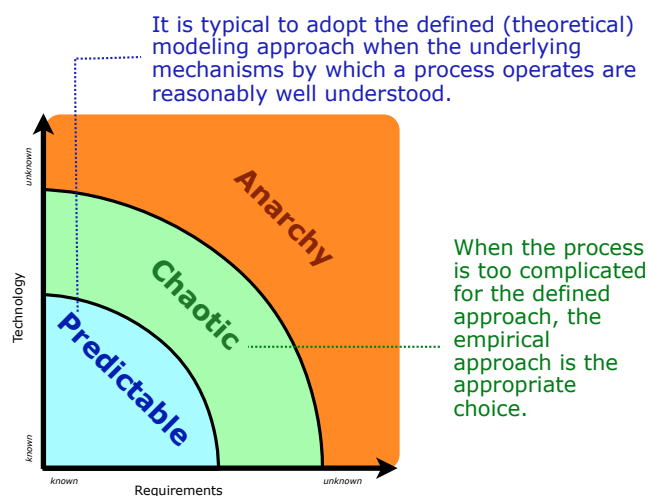 It is typical to adopt the defined (theoretical)
modeling approach when the underlying
mechanisms by which a process operates are
reasonably well understood.
unknown
Anarchy
Chaotic
When the process
is too complicated
for the defined
approach, the
empirical
approach is the
appropriate
choice.
Technology
Predictable
known
known
unknown
Requirements